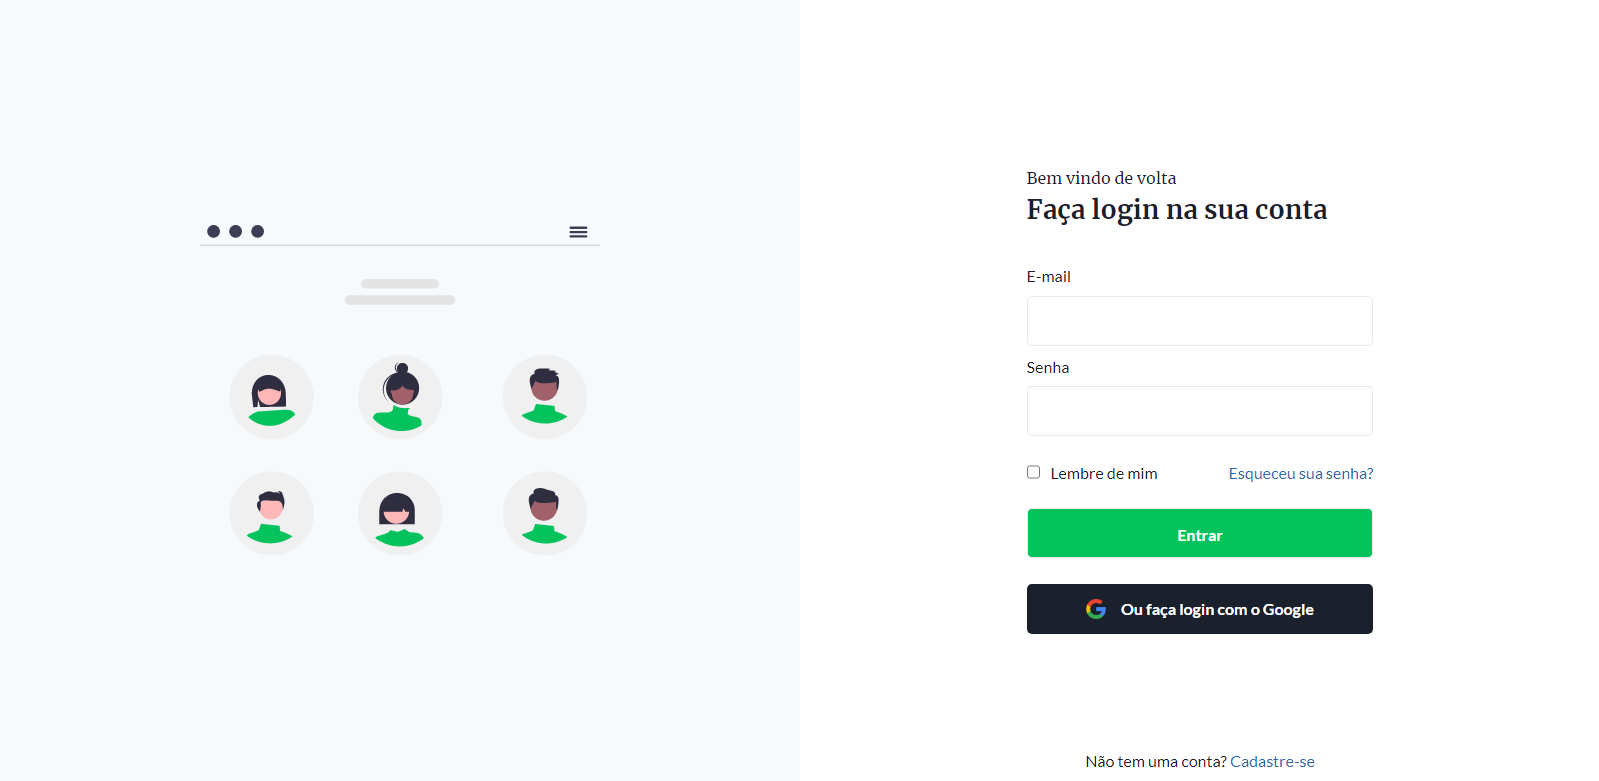 Bem vindo de volta
Faça login na sua conta
E-mail
Senha
Lembre de mim
Esqueceu sua senha?
Entrar
Ou faça login com o Google
Não tem uma conta? Cadastre-se